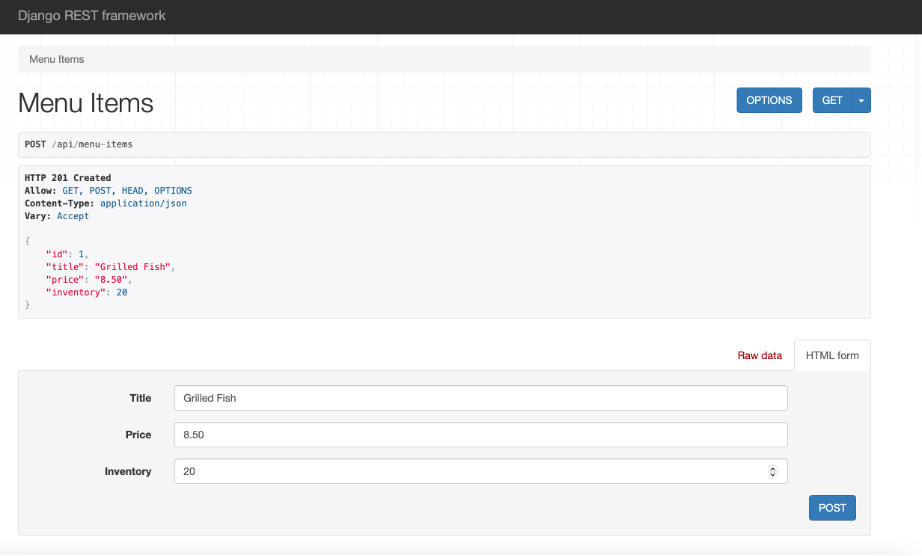 Django REST framework
Menu Items
Menu Items
OPTIONS
GET
POST /api/menu-items
HTTP 201 Created
Allow: GET, POST, HEAD, OPTIONS
Content-Type: application/json
Vary: Accept
{
    "id": 1,
    "title": "Grilled Fish",
    "price": "8.50",
    "inventory": 20
}
Raw data
HTML form
Title Grilled Fish
Price 8.50
Inventory 20
POST